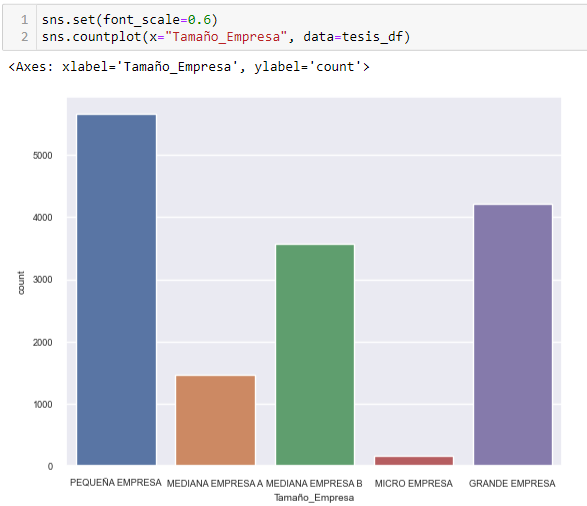 1 sns.set(font_scale=0.6)
2 sns.countplot(x="Tamaño_Empresa", data=tesis_df)
<Axes: xlabel='Tamaño_Empresa', ylabel='count'>
5000
4000
3000
2000
1000
0
count
PEQUEÑA EMPRESA MEDIANA EMPRESA A MEDIANA EMPRESA B MICRO EMPRESA GRANDE EMPRESA
Tamaño_Empresa